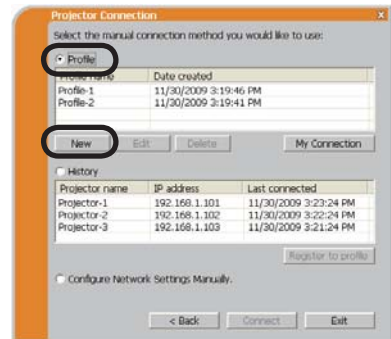 Projector Connection
x
Select the manual connection method you would like to use:
Profile
Profile name Date created
Profile-1 11/30/2009 3:19:46 PM
Profile-2 11/30/2009 3:19:41 PM
New Edit Delete My Connection
History
Projector name IP address Last connected
Projector-1 192.168.1.101 11/30/2009 3:23:24 PM
Projector-2 192.168.1.102 11/30/2009 3:22:24 PM
Projector-3 192.168.1.103 11/30/2009 3:21:24 PM
Register to profile
Configure Network Settings Manually.
< Back Connect Exit